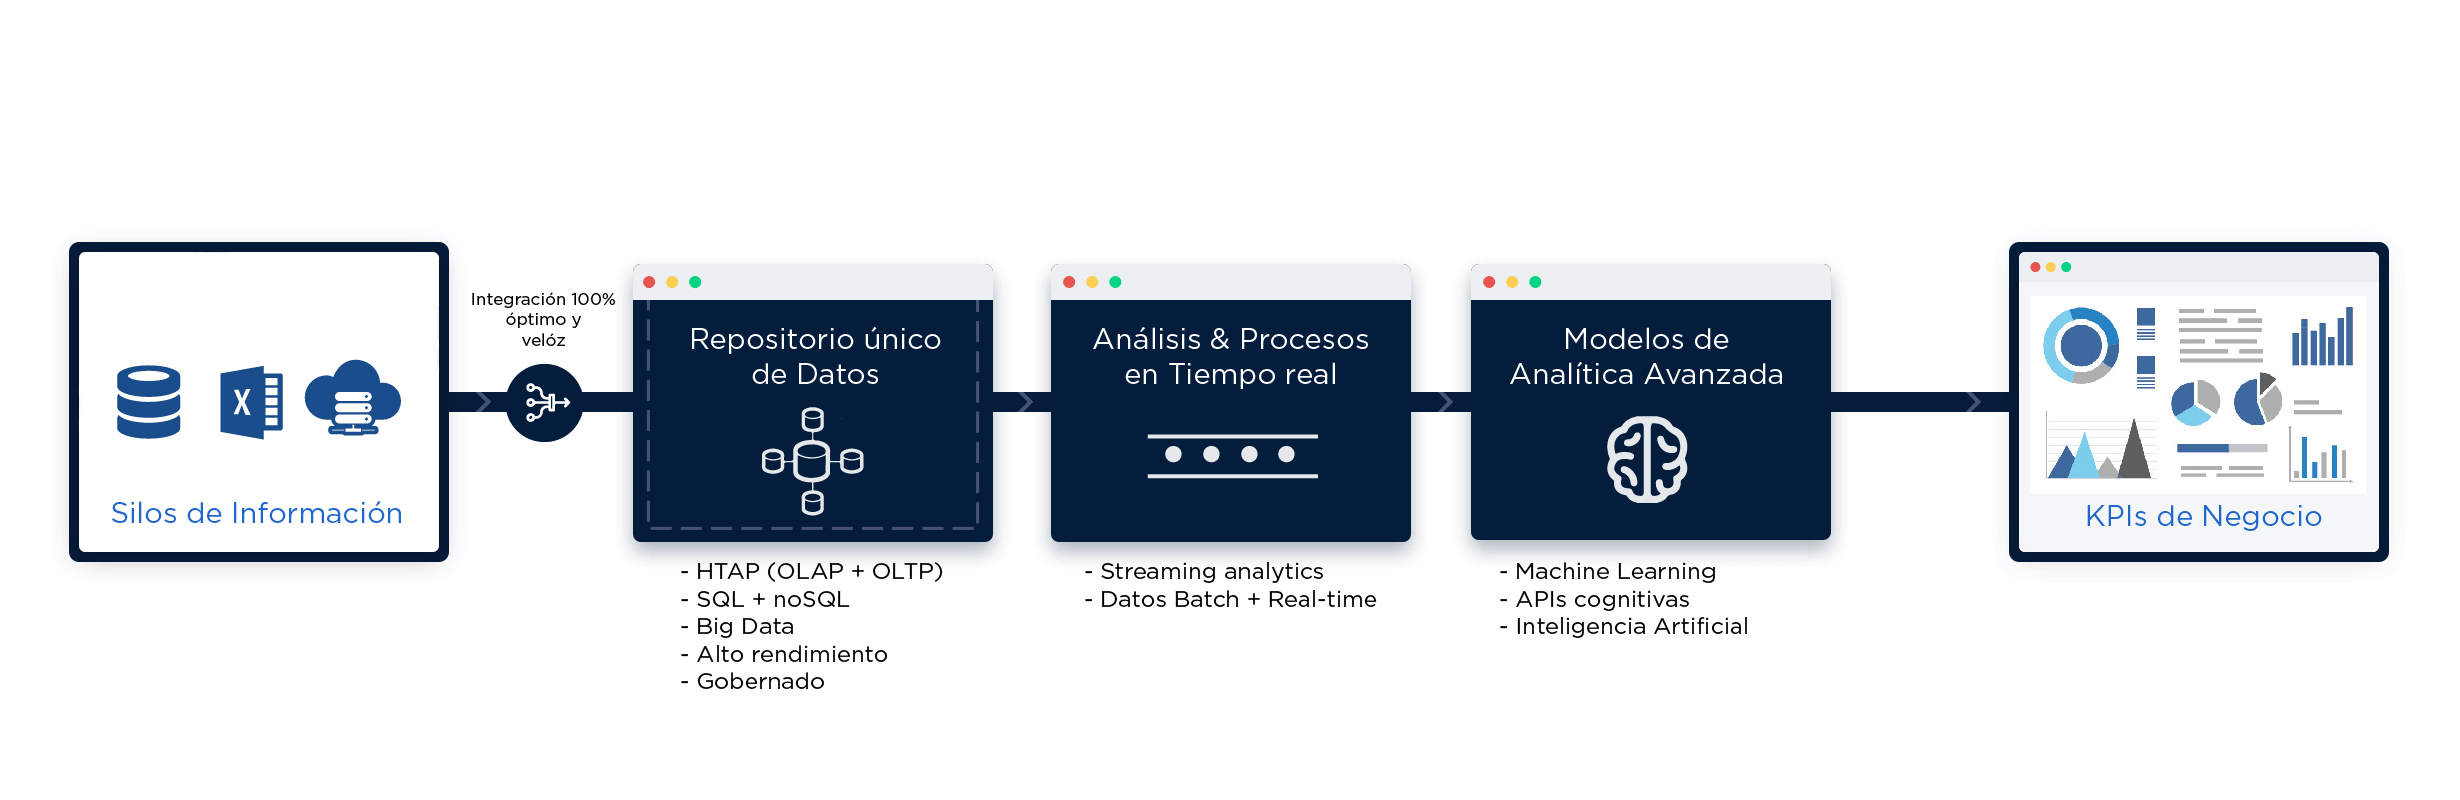 Silos de Información
Integración 100%
óptimo y
velóz
Repositorio único
de Datos
- HTAP (OLAP + OLTP)
- SQL + noSQL
- Big Data
- Alto rendimiento
- Gobernado
Análisis & Procesos
en Tiempo real
- Streaming analytics
- Datos Batch + Real-time
Modelos de
Analítica Avanzada
- Machine Learning
- APIs cognitivas
- Inteligencia Artificial
KPIs de Negocio
X